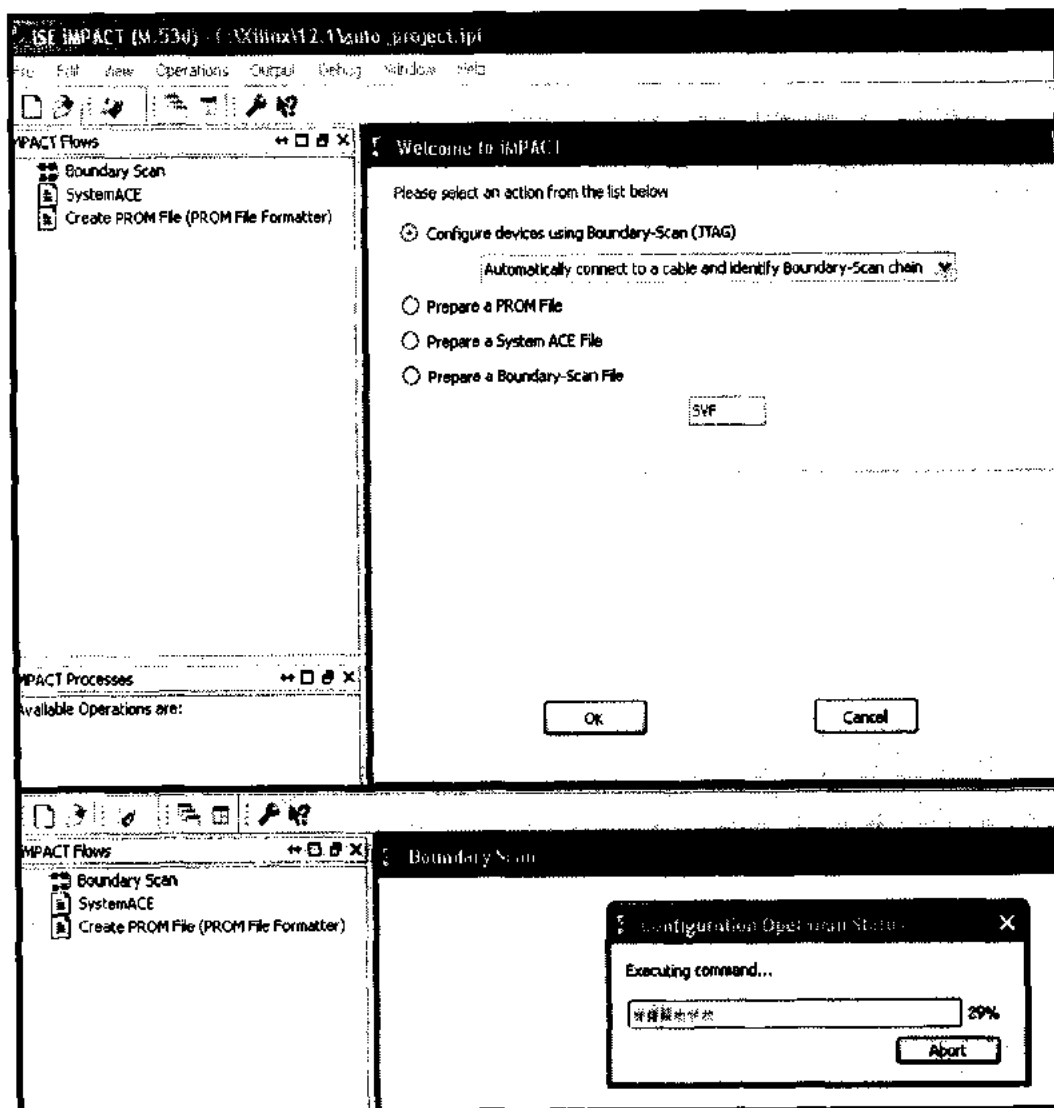 ISE iMPACT (M.53d) - C:\Xilinx\12.1\auto_project.ipf
Edit View Operations Output Debug Window Help
MPACT Flows
Boundary Scan
SystemACE
Create PROM File (PROM File Formatter)
Welcome to iMPACT
Please select an action from the list below
Configure devices using Boundary-Scan (JTAG)
Automatically connect to a cable and identify Boundary-Scan chain
Prepare a PROM File
Prepare a System ACE File
Prepare a Boundary-Scan File
SVF
MPACT Processes
Available Operations are:
OK
Cancel
MPACT Flows
Boundary Scan
SystemACE
Create PROM File (PROM File Formatter)
Boundary Scan
Configuration Operation Status
Executing command...
29%
Abort